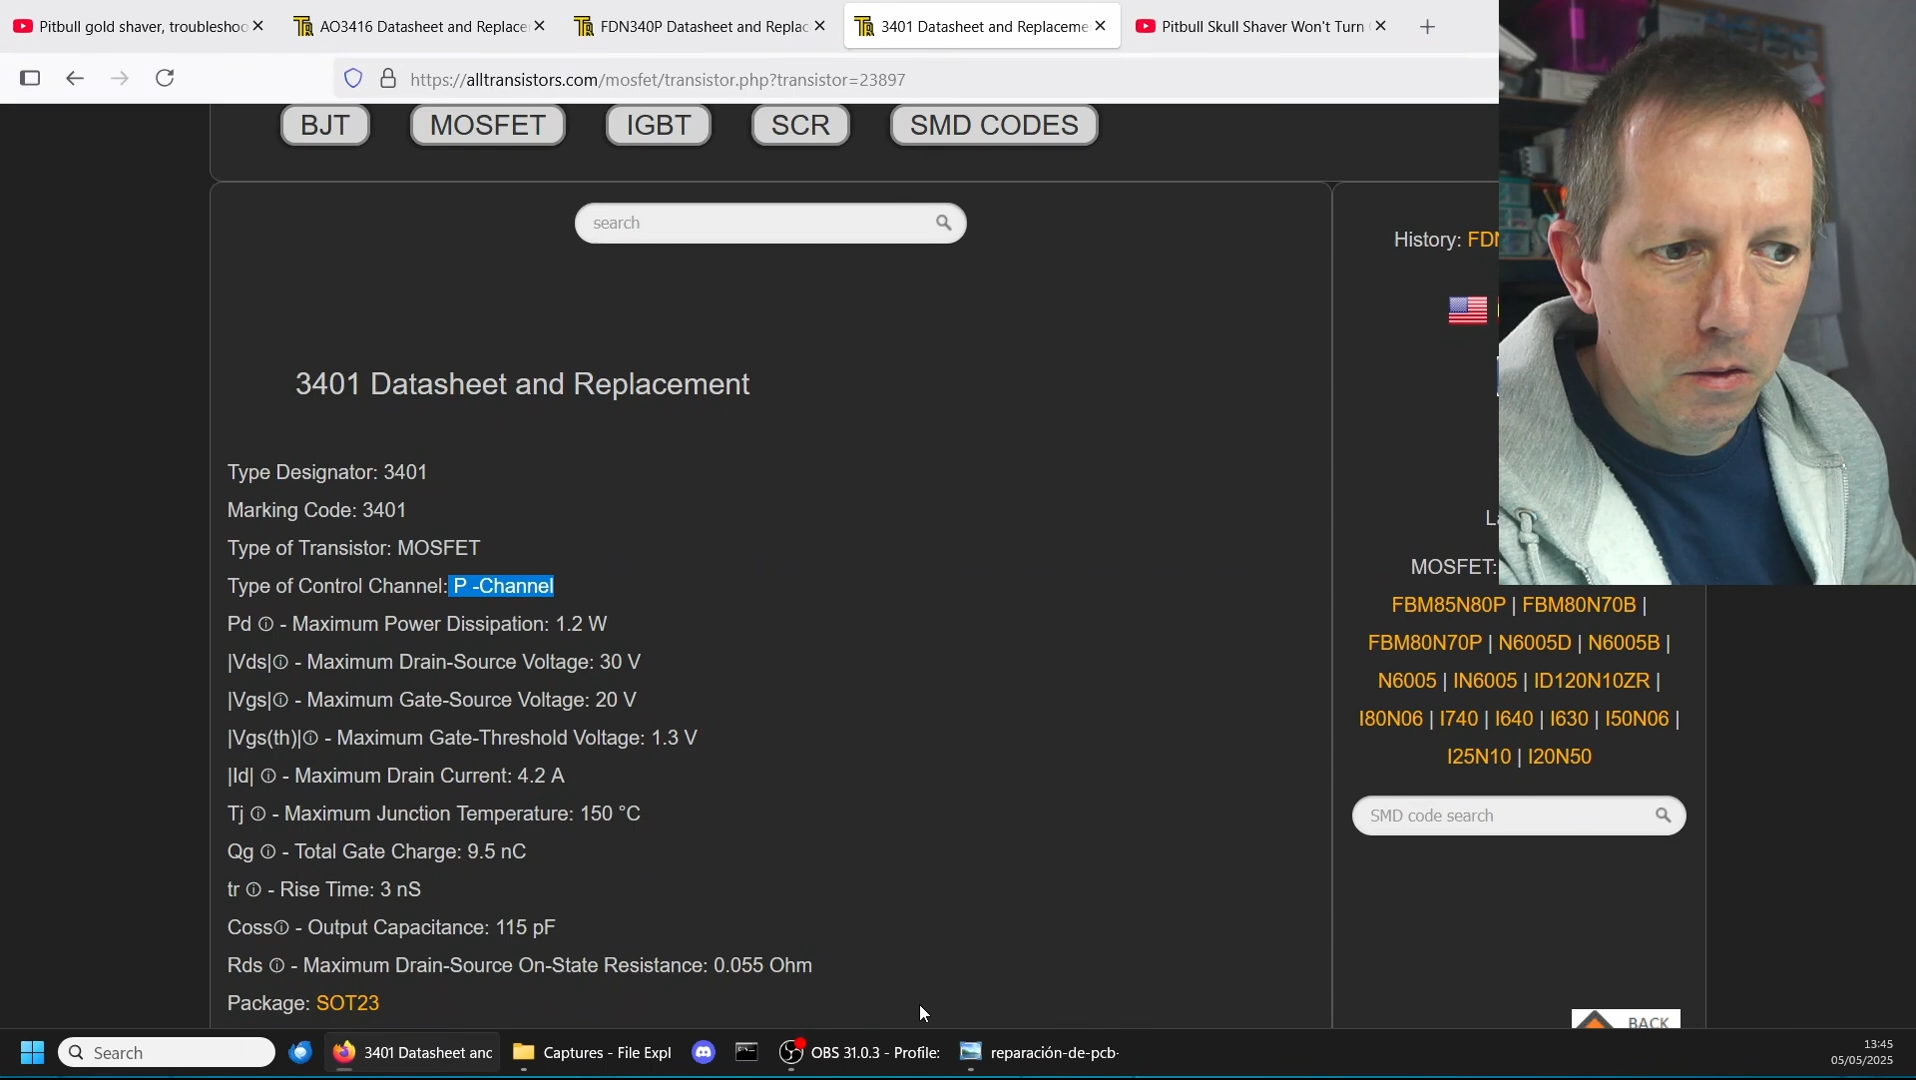 Pitbull gold shaver, troublesho
AO3416 Datasheet and Replace
FDN340P Datasheet and Replac
3401 Datasheet and Replaceme
Pitbull Skull Shaver Won't Turn
https://alltransistors.com/mosfet/transistor.php?transistor=23897
BJT
MOSFET
IGBT
SCR
SMD CODES
search
History: FDN
3401 Datasheet and Replacement
Type Designator: 3401
Marking Code: 3401
Type of Transistor: MOSFET
Type of Control Channel: P -Channel
Pd ⓘ - Maximum Power Dissipation: 1.2 W
|Vds|ⓘ - Maximum Drain-Source Voltage: 30 V
|Vgs|ⓘ - Maximum Gate-Source Voltage: 20 V
|Vgs(th)|ⓘ - Maximum Gate-Threshold Voltage: 1.3 V
|Id| ⓘ - Maximum Drain Current: 4.2 A
Tj ⓘ - Maximum Junction Temperature: 150 °C
Qg ⓘ - Total Gate Charge: 9.5 nC
tr ⓘ - Rise Time: 3 nS
Cossⓘ - Output Capacitance: 115 pF
Rds ⓘ - Maximum Drain-Source On-State Resistance: 0.055 Ohm
Package: SOT23
MOSFET:
FBM85N80P | FBM80N70B |
FBM80N70P | N6005D | N6005B |
N6005 | IN6005 | ID120N10ZR |
I80N06 | I740 | I640 | I630 | I50N06 |
I25N10 | I20N50
SMD code search
BACK
Search
3401 Datasheet and
Captures - File Expl
OBS 31.0.3 - Profile:
reparación-de-pcb-
13:45
05/05/2025